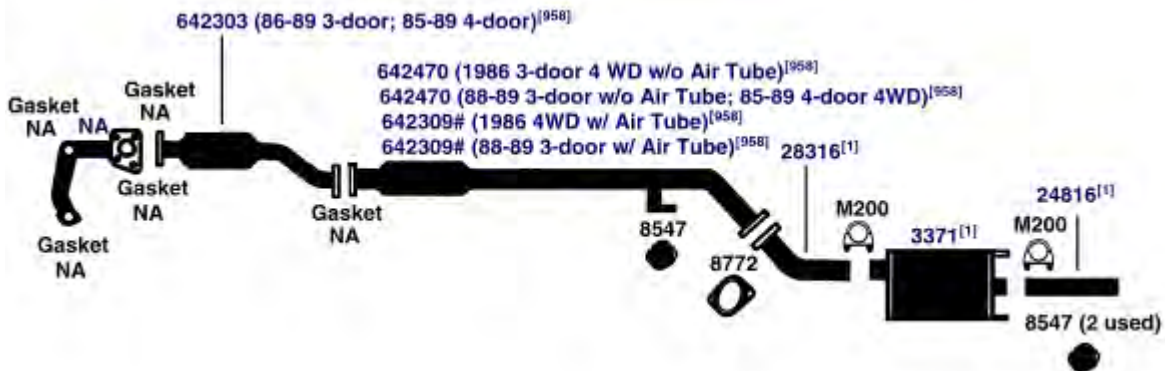 642303 (86-89 3-door; 85-89 4-door)[958]
642470 (1986 3-door 4 WD w/o Air Tube)[958]
642470 (88-89 3-door w/o Air Tube; 85-89 4-door 4WD)[958]
642309# (1986 4WD w/ Air Tube)[958]
642309# (88-89 3-door w/ Air Tube)[958]
28316[1]
Gasket
NA
NA
Gasket
NA
Gasket
NA
Gasket
NA
Gasket
NA
8547
8772
M200
3371[1]
24816[1]
M200
8547 (2 used)